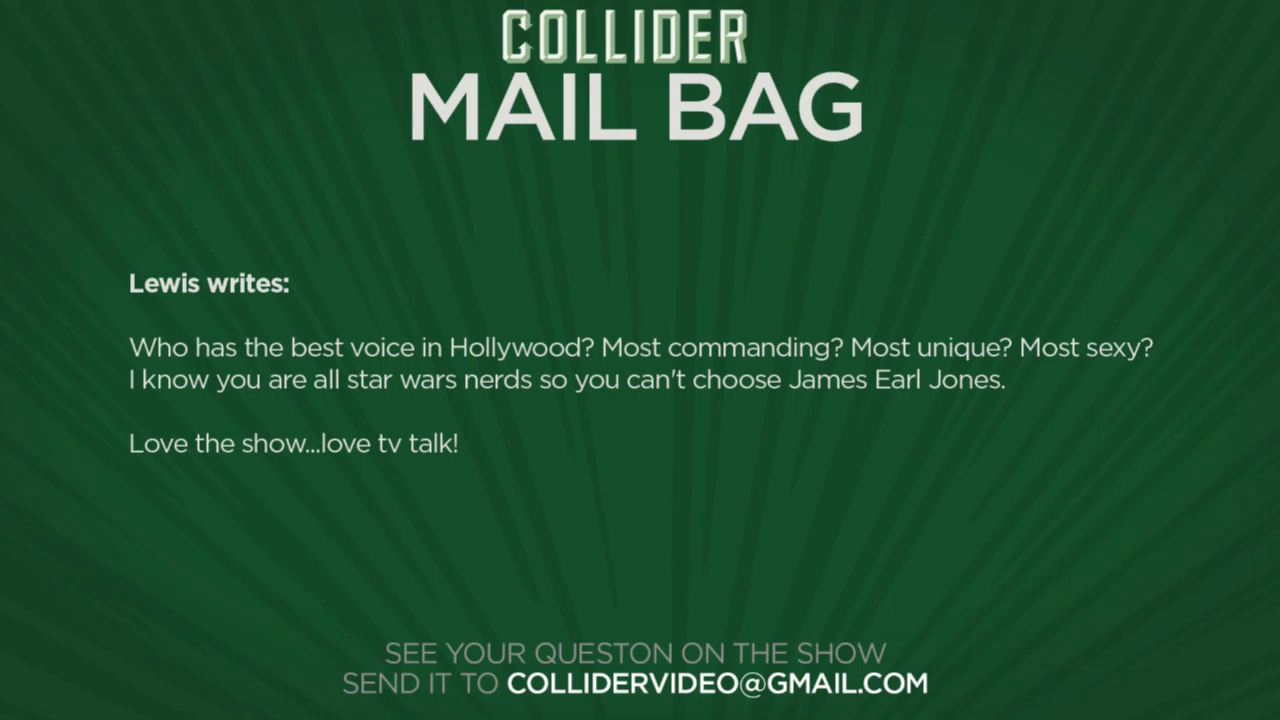 COLLIDER
MAIL BAG
Lewis writes:
Who has the best voice in Hollywood? Most commanding? Most unique? Most sexy?
I know you are all star wars nerds so you can't choose James Earl Jones.
Love the show...love tv talk!
SEE YOUR QUESTON ON THE SHOW
SEND IT TO COLLIDERVIDEO@GMAIL.COM